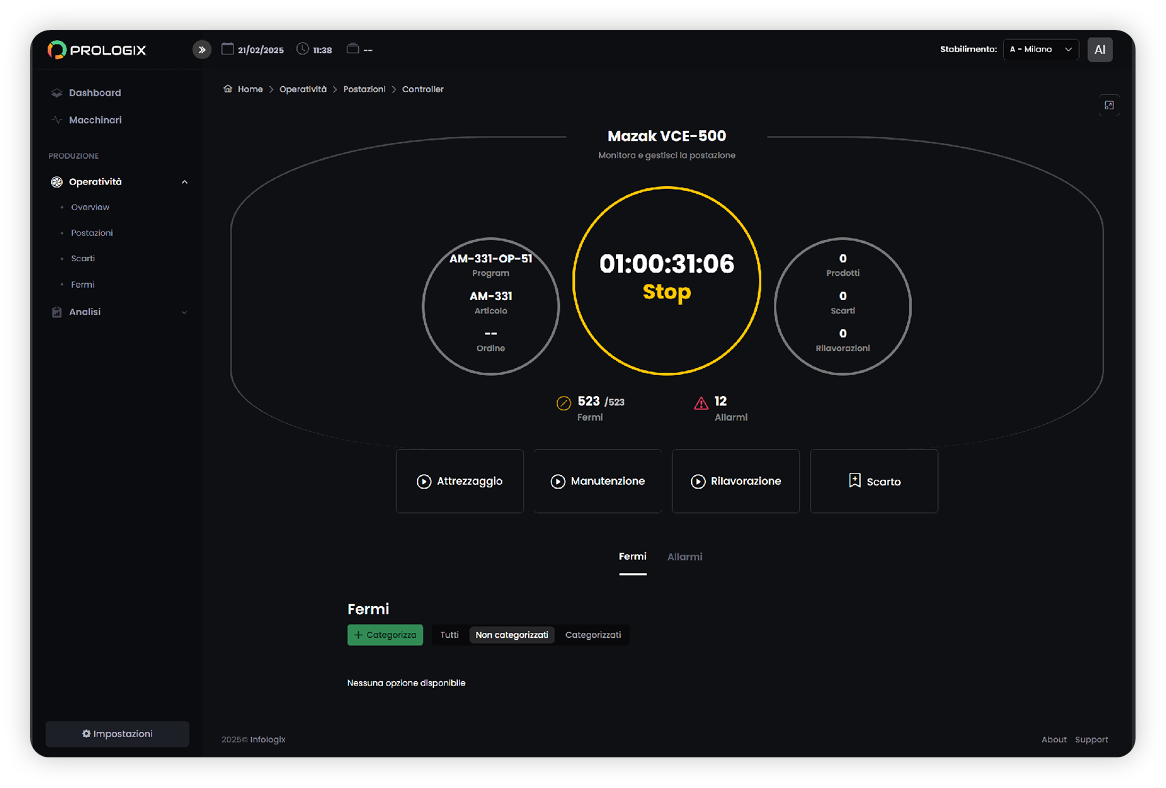 PROLOGIX
21/02/2025 11:38 --
Stabilimento: A - Milano AI
Dashboard
Macchinari
PRODUZIONE
Operatività
Overview
Postazioni
Scarti
Fermi
Analisi
Impostazioni
Home > Operatività > Postazioni > Controller
Mazak VCE-500
Monitora e gestisci la postazione
AM-331-OP-51
Program
AM-331
Articolo
--
Ordine
01:00:31:06
Stop
0
Prodotti
0
Scarti
0
Rilavorazioni
523 /523
Fermi
12
Allarmi
Attrezzaggio
Manutenzione
Rilavorazione
Scarto
Fermi Allarmi
Fermi
+ Categorizza Tutti Non categorizzati Categorizzati
Nessuna opzione disponibile
2025© Infologix
About Support